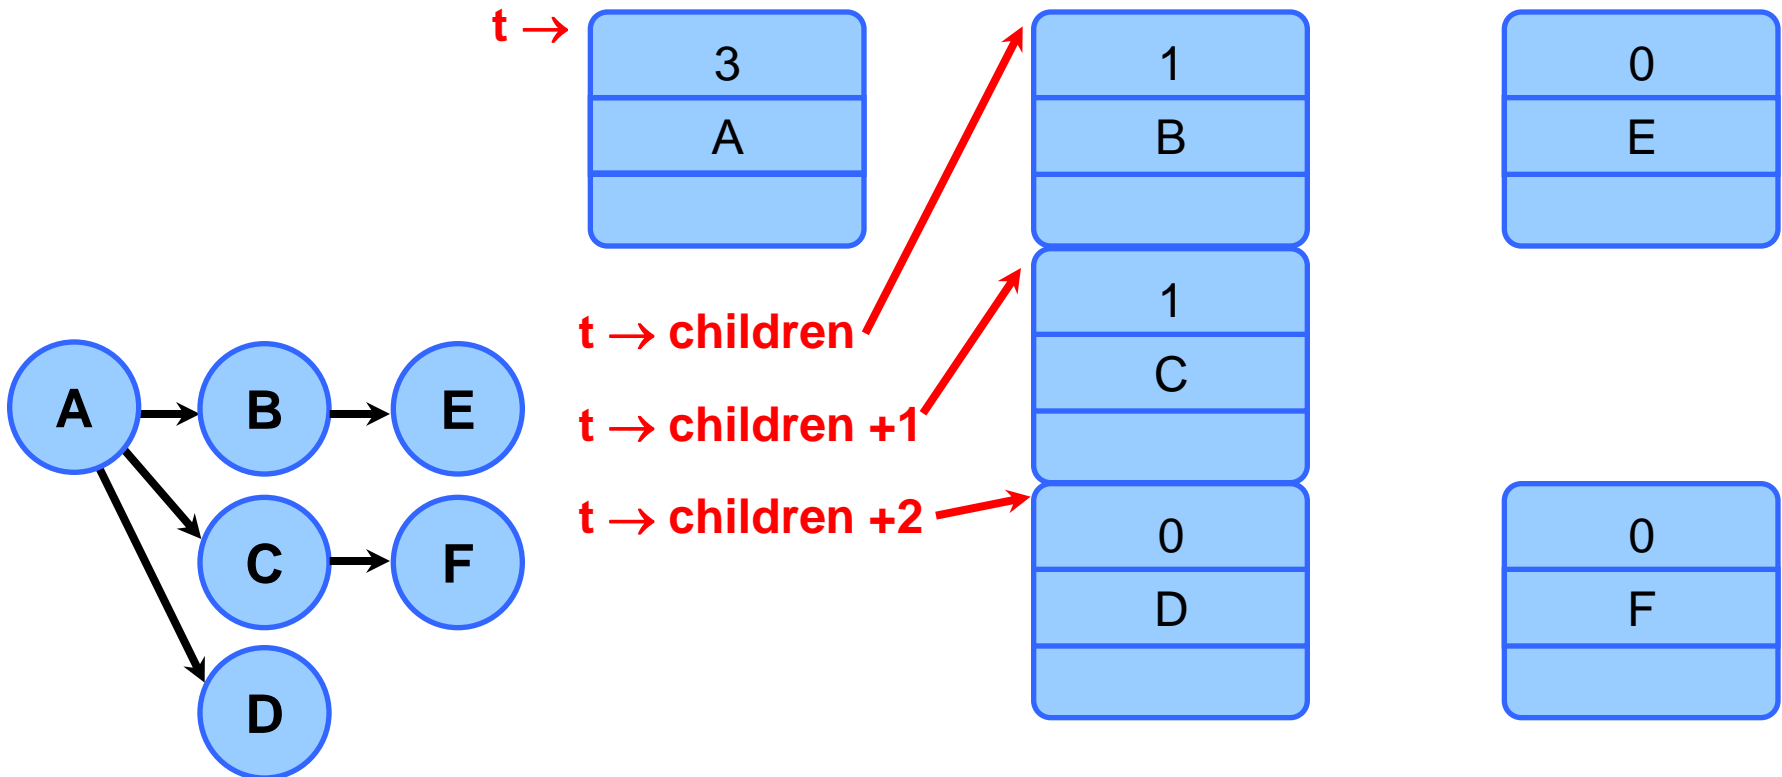 t →
3
A
1
B
0
E
t → children
t → children +1
t → children +2
1
C
0
D
0
F
A
B
E
C
F
D